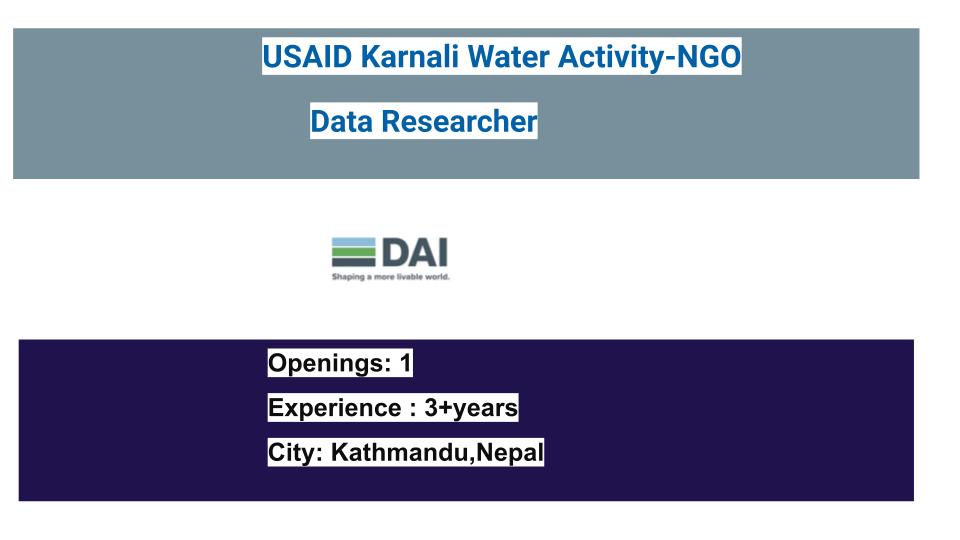 USAID Karnali Water Activity-NGO
Data Researcher
DAI
Shaping a more livable world.
Openings: 1
Experience : 3+years
City: Kathmandu,Nepal